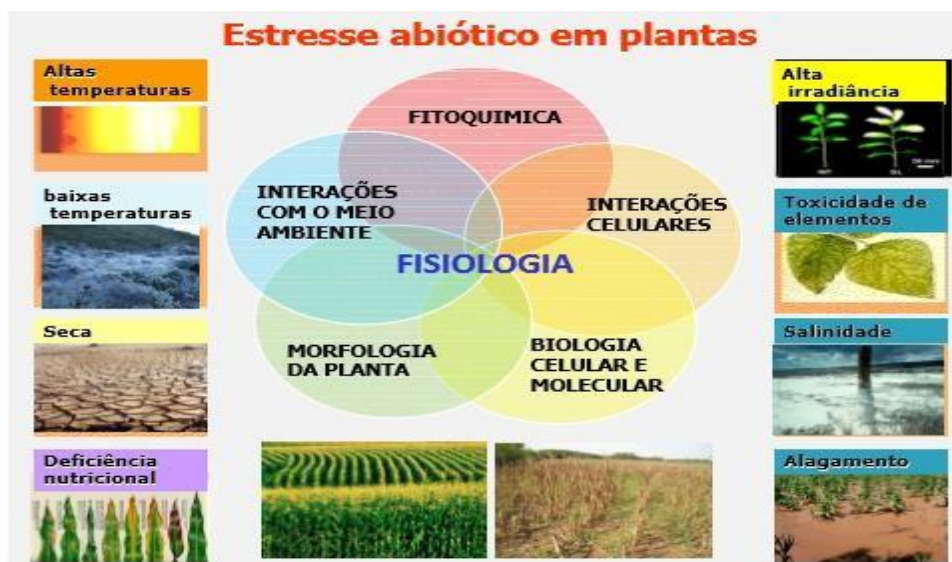 Estresse abiótico em plantas
Altas
temperaturas
baixas
temperaturas
Seca
Deficiência
nutricional
FITOQUIMICA
INTERAÇÕES
COM O MEIO
AMBIENTE
INTERAÇÕES
CELULARES
FISIOLOGIA
MORFOLOGIA
DA PLANTA
BIOLOGIA
CELULAR E
MOLECULAR
Alta
irradiância
Toxicidade de
elementos
Salinidade
Alagamento